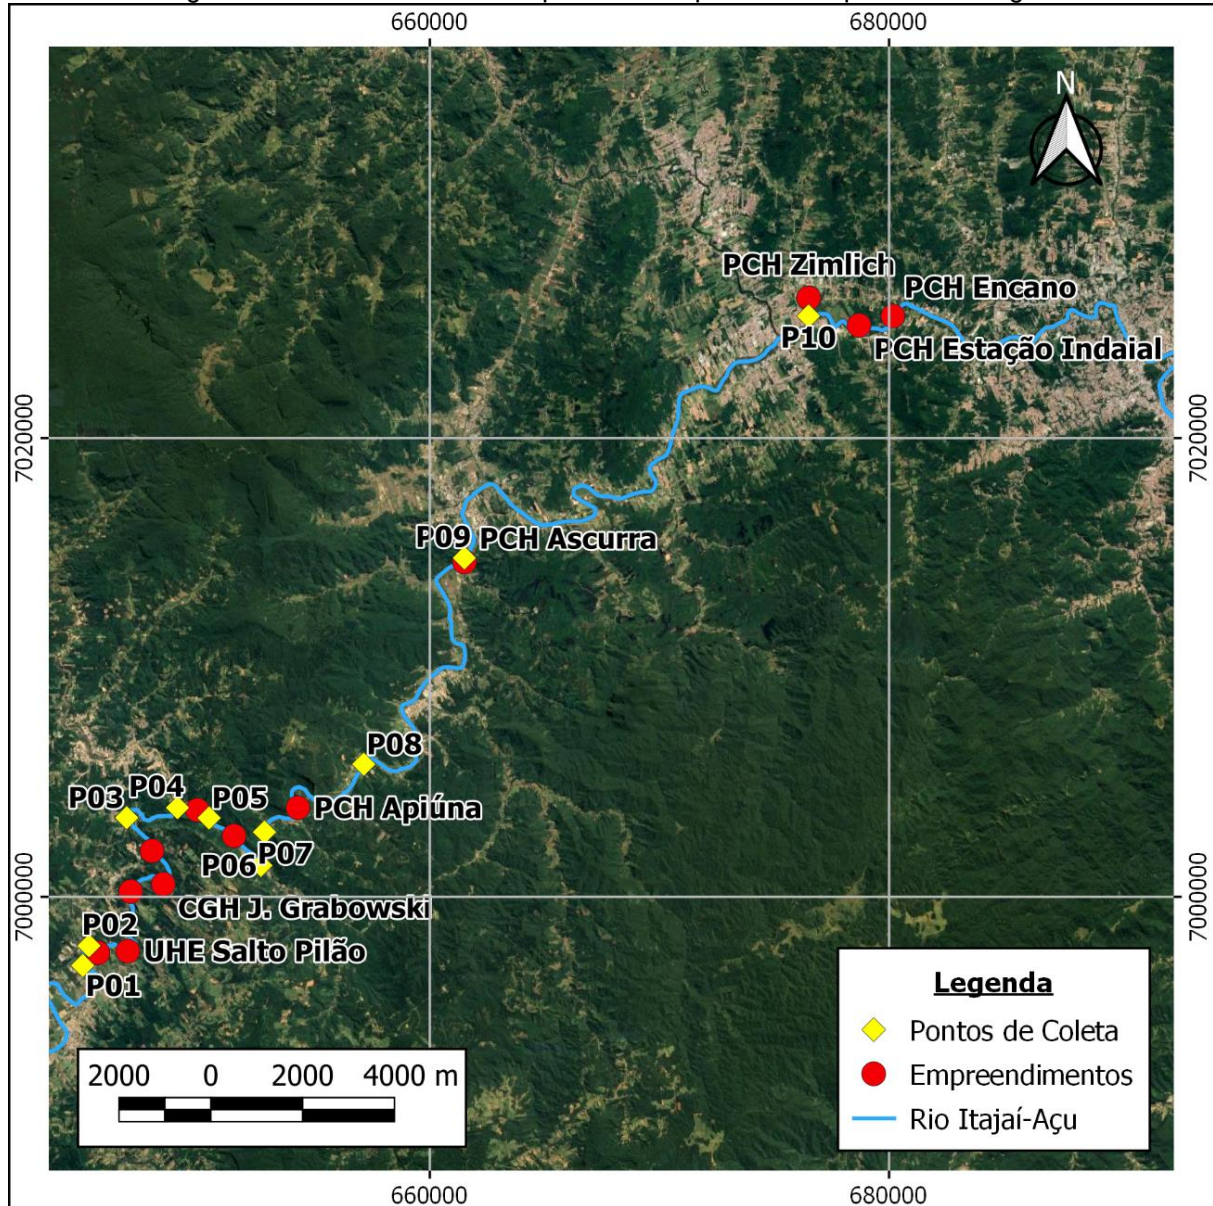 660000
680000
N
PCH Zimlich
PCH Encano
P10
PCH Estação Indaial
7020000
7020000
P09
PCH Ascurra
P08
P04
P03
P05
PCH Apiúna
P07
P06
CGH J. Grabowski
7000000
7000000
P02
UHE Salto Pilão
P01
Legenda
Pontos de Coleta
Empreendimentos
Rio Itajaí-Açu
2000 0 2000 4000 m
660000
680000